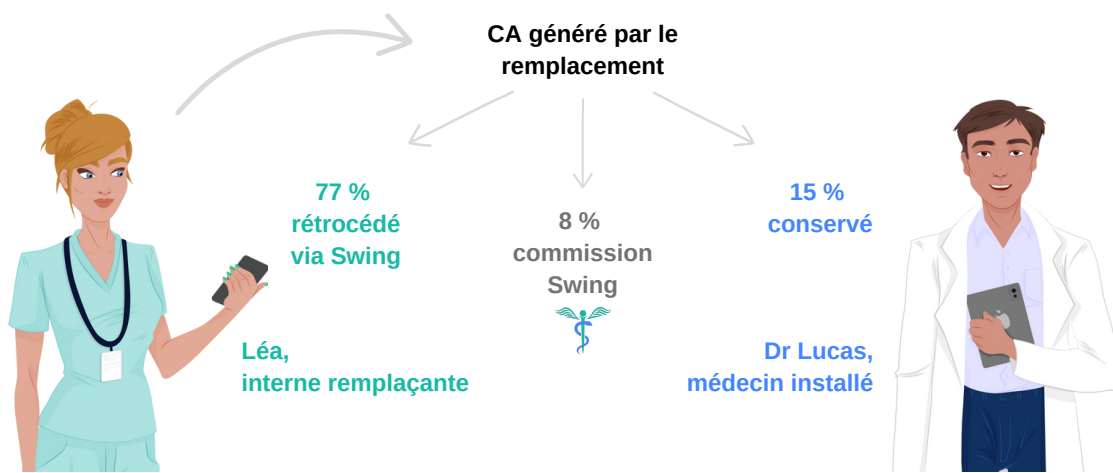 CA généré par le
remplacement
77 %
rétrocédé
via Swing
8 %
commission
Swing
15 %
conservé
Léa,
interne remplaçante
Dr Lucas,
médecin installé